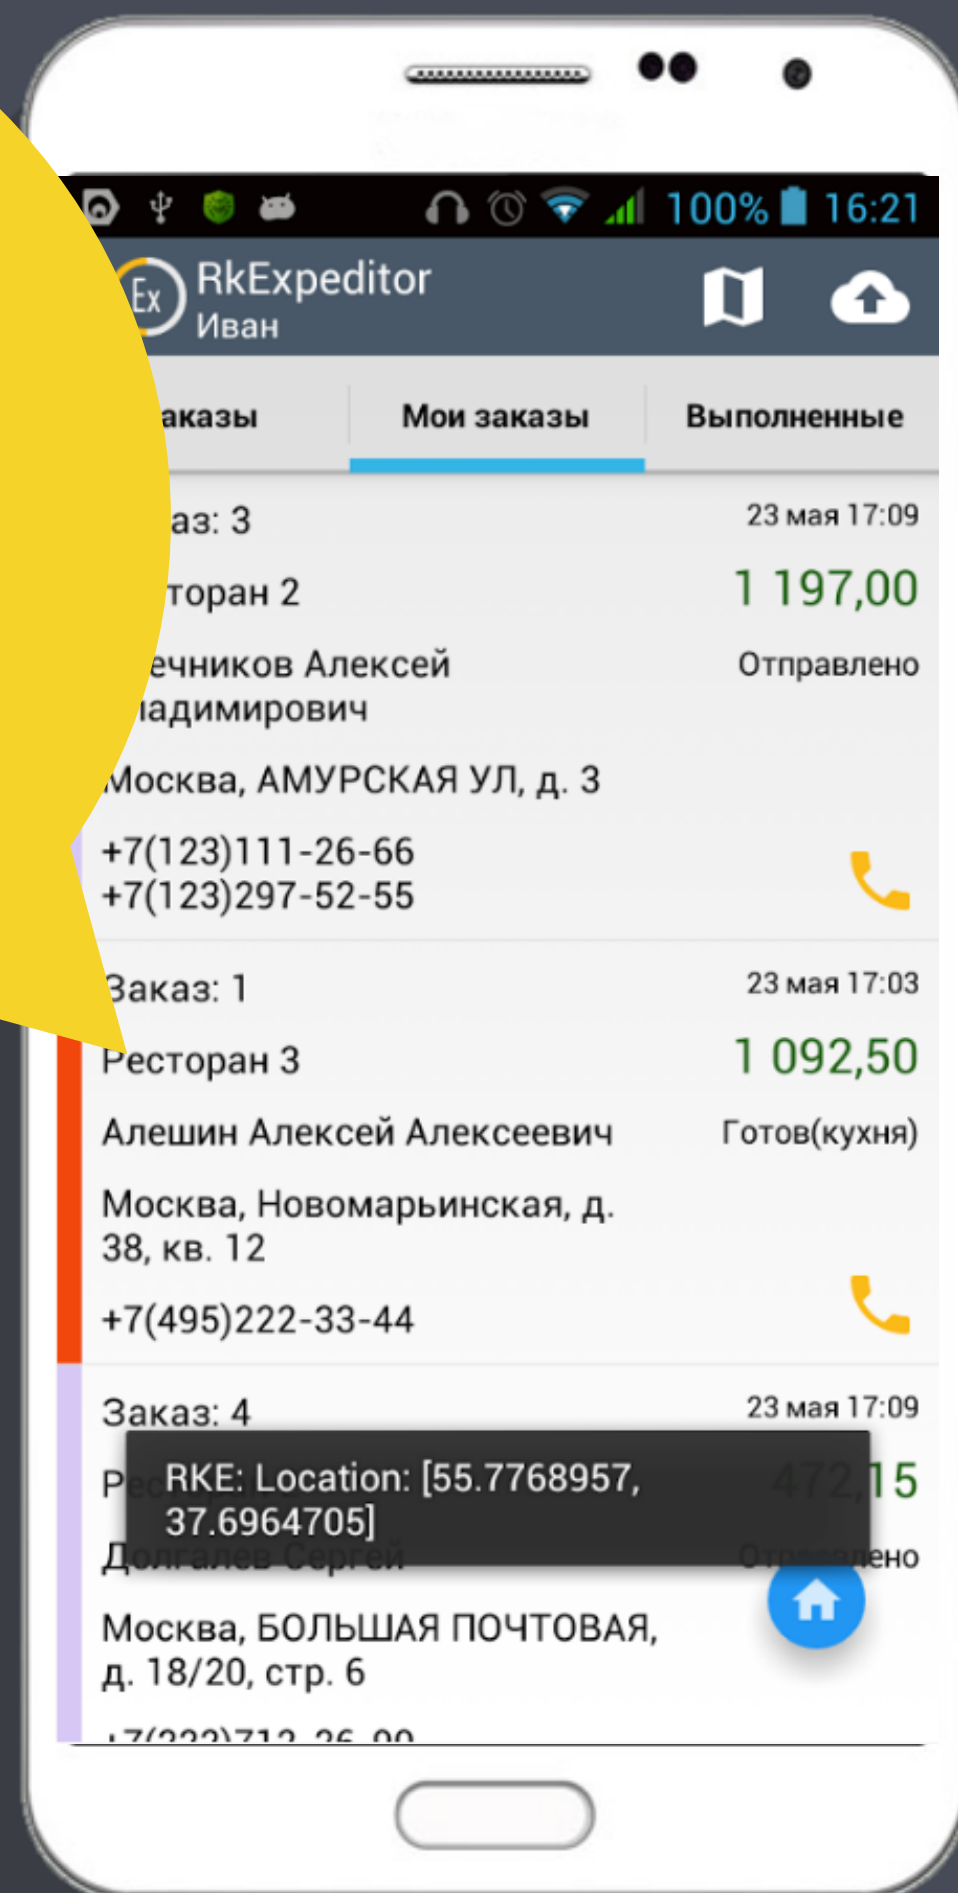 100% 16:21
Ex RkExpeditor
Иван
аказы Мои заказы Выполненные
аз: 3 23 мая 17:09
торан 2 1 197,00
ечников Алексей Отправлено
адимирович
Москва, АМУРСКАЯ УЛ, д. 3
+7(123)111-26-66
+7(123)297-52-55
Заказ: 1 23 мая 17:03
Ресторан 3 1 092,50
Алешин Алексей Алексеевич Готов(кухня)
Москва, Новомарьинская, д.
38, кв. 12
+7(495)222-33-44
Заказ: 4 23 мая 17:09
RKE: Location: [55.7768957, 472,15
37.6964705]
Долгалев Сергей Отправлено
Москва, БОЛЬШАЯ ПОЧТОВАЯ,
д. 18/20, стр. 6